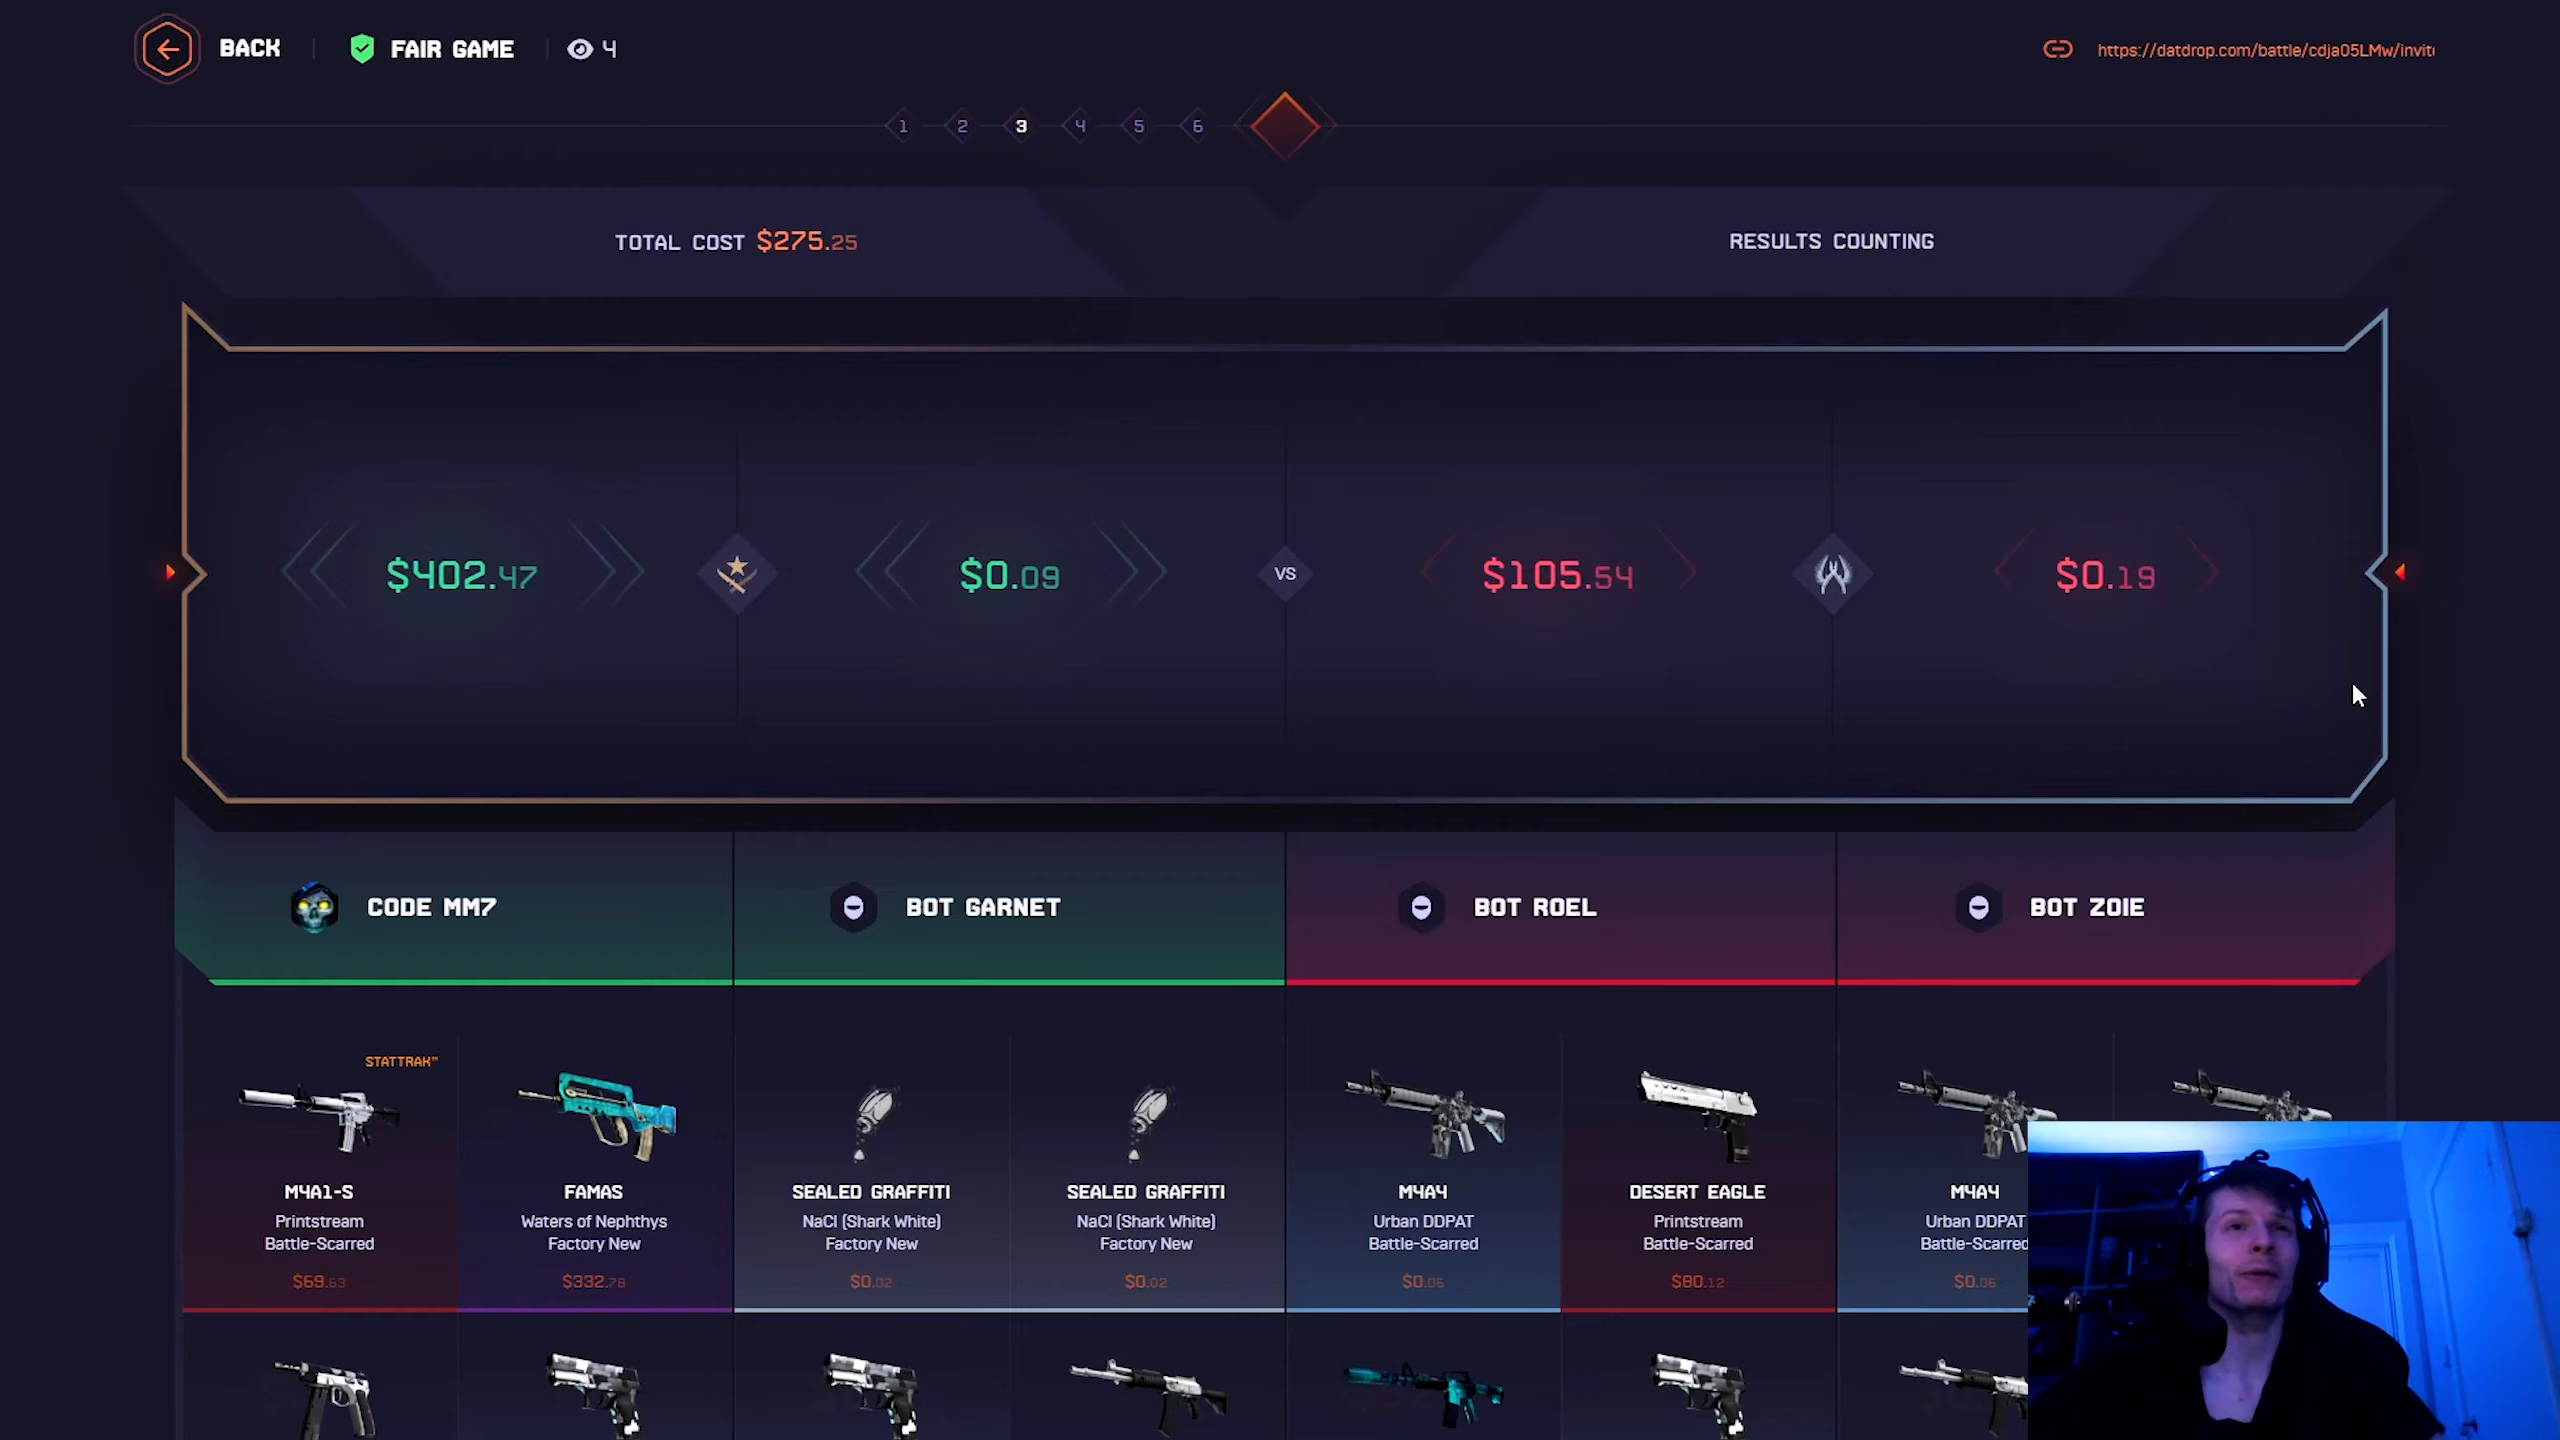 BACK
FAIR GAME
4
https://datdrop.com/battle/cdja05LMw/invit
1 2 3 4 5 6
TOTAL COST $275.25
RESULTS COUNTING
$402.47
$0.09
VS
$105.54
$0.19
CODE MM7
BOT GARNET
BOT ROEL
BOT ZOIE
STATTRAK™
M4A1-S
Printstream
Battle-Scarred
$69.63
FAMAS
Waters of Nephthys
Factory New
$332.78
SEALED GRAFFITI
NaCl (Shark White)
Factory New
$0.02
SEALED GRAFFITI
NaCl (Shark White)
Factory New
$0.02
M4A4
Urban DDPAT
Battle-Scarred
$0.06
DESERT EAGLE
Printstream
Battle-Scarred
$80.12
M4A4
Urban DDPAT
Battle-Scarred
$0.06